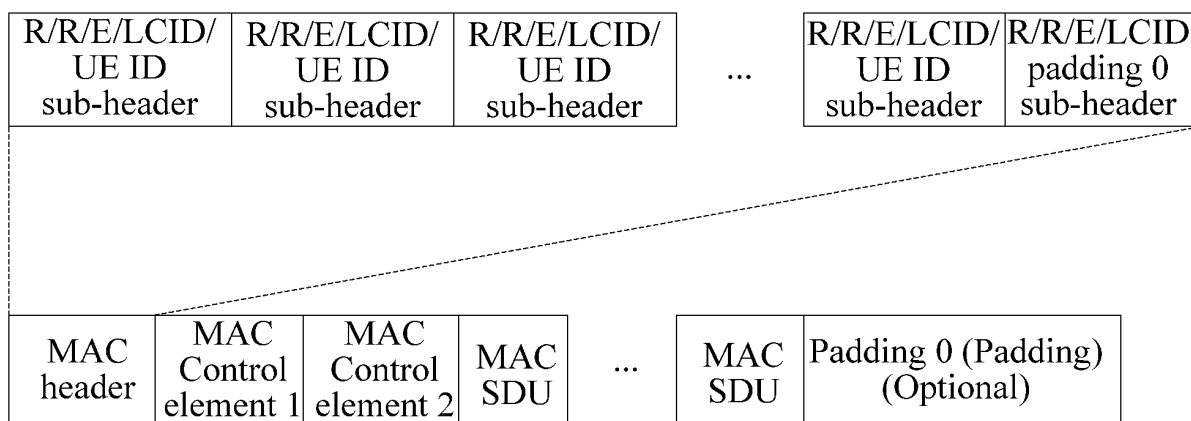 R/R/E/LCID/
UE ID
sub-header
R/R/E/LCID/
UE ID
sub-header
R/R/E/LCID/
UE ID
sub-header
...
R/R/E/LCID/
UE ID
sub-header
R/R/E/LCID
padding 0
sub-header
MAC
header
MAC
Control
element 1
MAC
Control
element 2
MAC
SDU
...
MAC
SDU
Padding 0 (Padding)
(Optional)